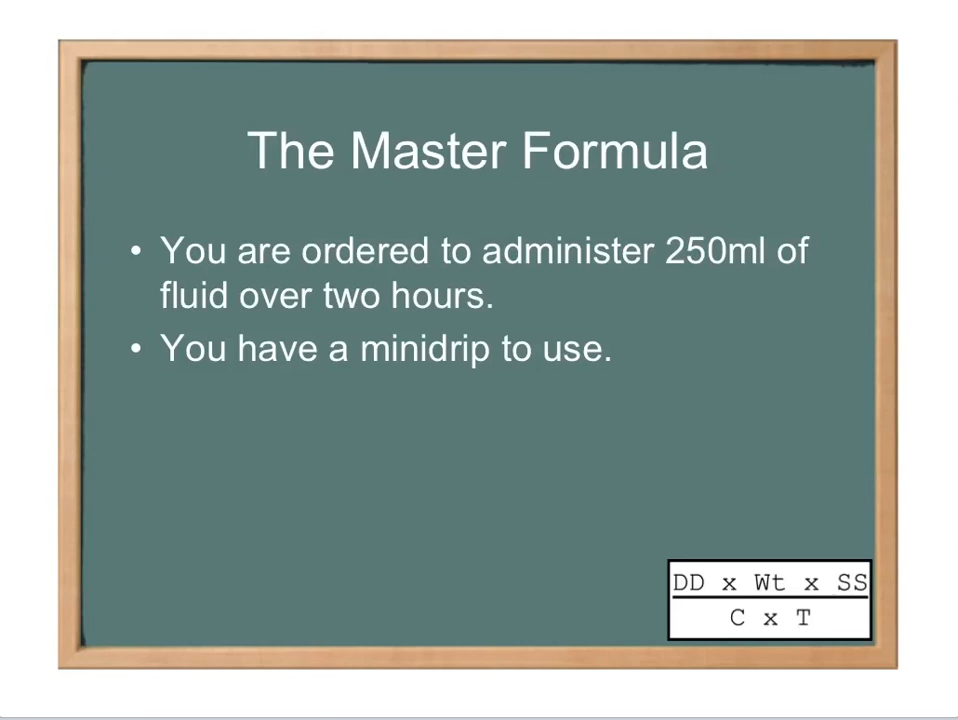 The Master Formula
• You are ordered to administer 250ml of
fluid over two hours.
• You have a minidrip to use.
DD x Wt x SS
C x T